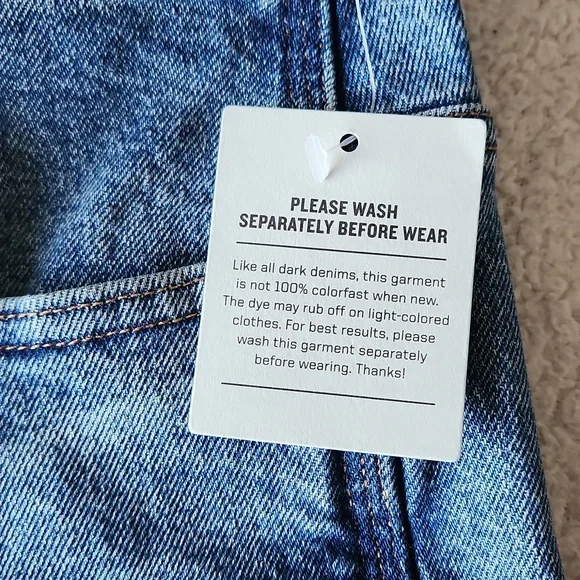 PLEASE WASH
SEPARATELY BEFORE WEAR
Like all dark denims, this garment
is not 100% colorfast when new.
The dye may rub off on light-colored
clothes. For best results, please
wash this garment separately
before wearing. Thanks!